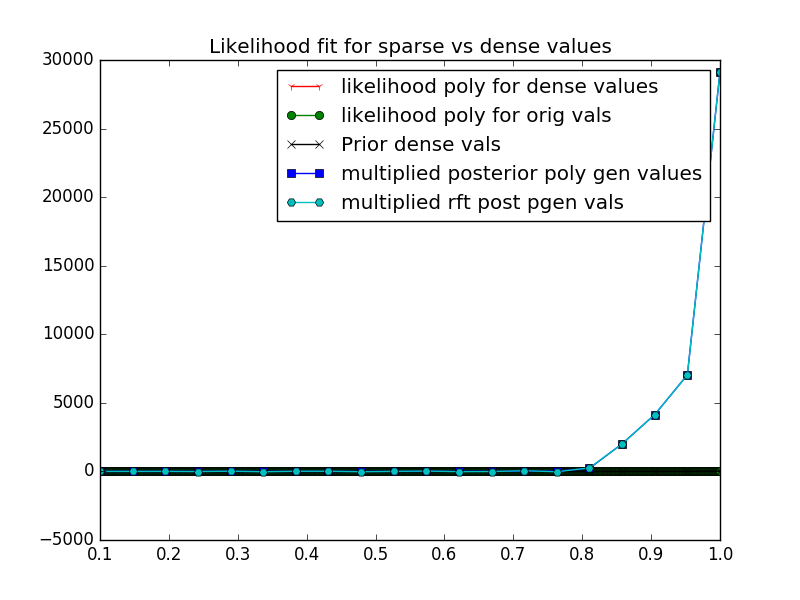 Likelihood fit for sparse vs dense values
30000
25000
20000
15000
10000
5000
0
−5000
likelihood poly for dense values
likelihood poly for orig vals
Prior dense vals
multiplied posterior poly gen values
multiplied rft post pgen vals
0.1 0.2 0.3 0.4 0.5 0.6 0.7 0.8 0.9 1.0